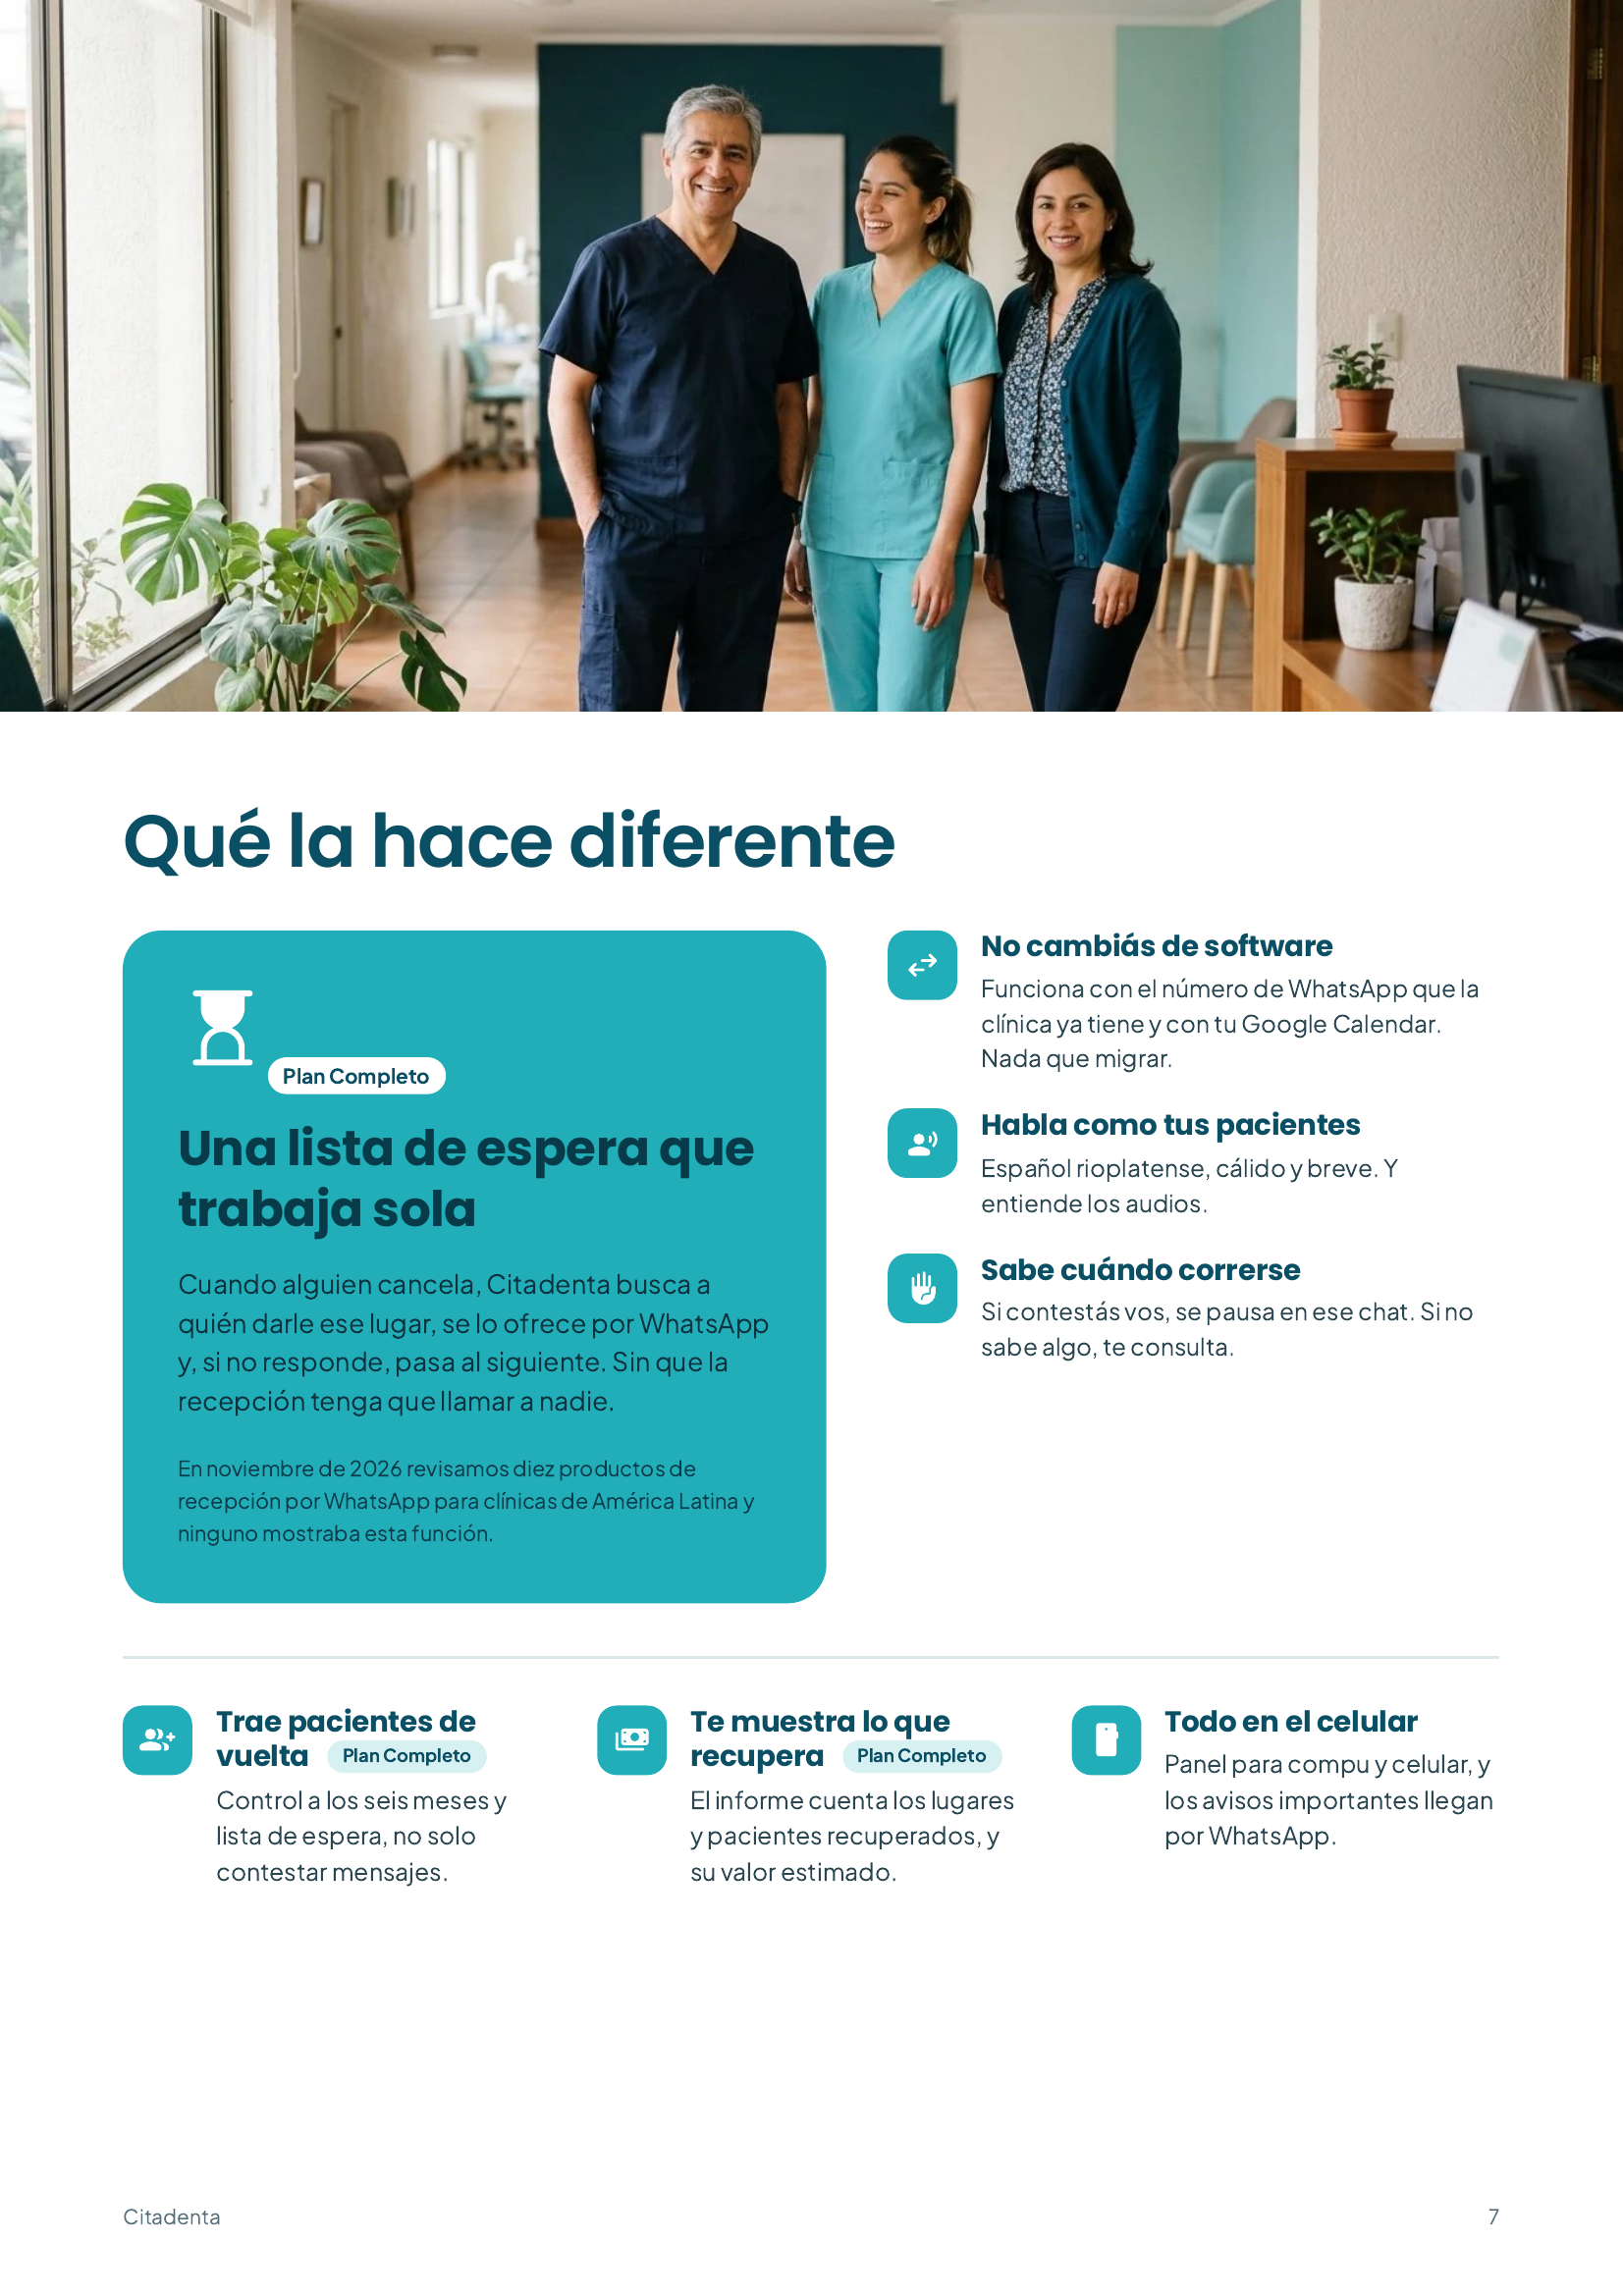 Qué la hace diferente
Plan Completo
Una lista de espera que
trabaja sola
Cuando alguien cancela, Citadenta busca a
quién darle ese lugar, se lo ofrece por WhatsApp
y, si no responde, pasa al siguiente. Sin que la
recepción tenga que llamar a nadie.
En noviembre de 2026 revisamos diez productos de
recepción por WhatsApp para clínicas de América Latina y
ninguno mostraba esta función.
No cambiás de software
Funciona con el número de WhatsApp que la
clínica ya tiene y con tu Google Calendar.
Nada que migrar.
Habla como tus pacientes
Español rioplatense, cálido y breve. Y
entiende los audios.
Sabe cuándo correrse
Si contestás vos, se pausa en ese chat. Si no
sabe algo, te consulta.
Trae pacientes de
vuelta Plan Completo
Control a los seis meses y
lista de espera, no solo
contestar mensajes.
Te muestra lo que
recupera Plan Completo
El informe cuenta los lugares
y pacientes recuperados, y
su valor estimado.
Todo en el celular
Panel para compu y celular, y
los avisos importantes llegan
por WhatsApp.
Citadenta
7